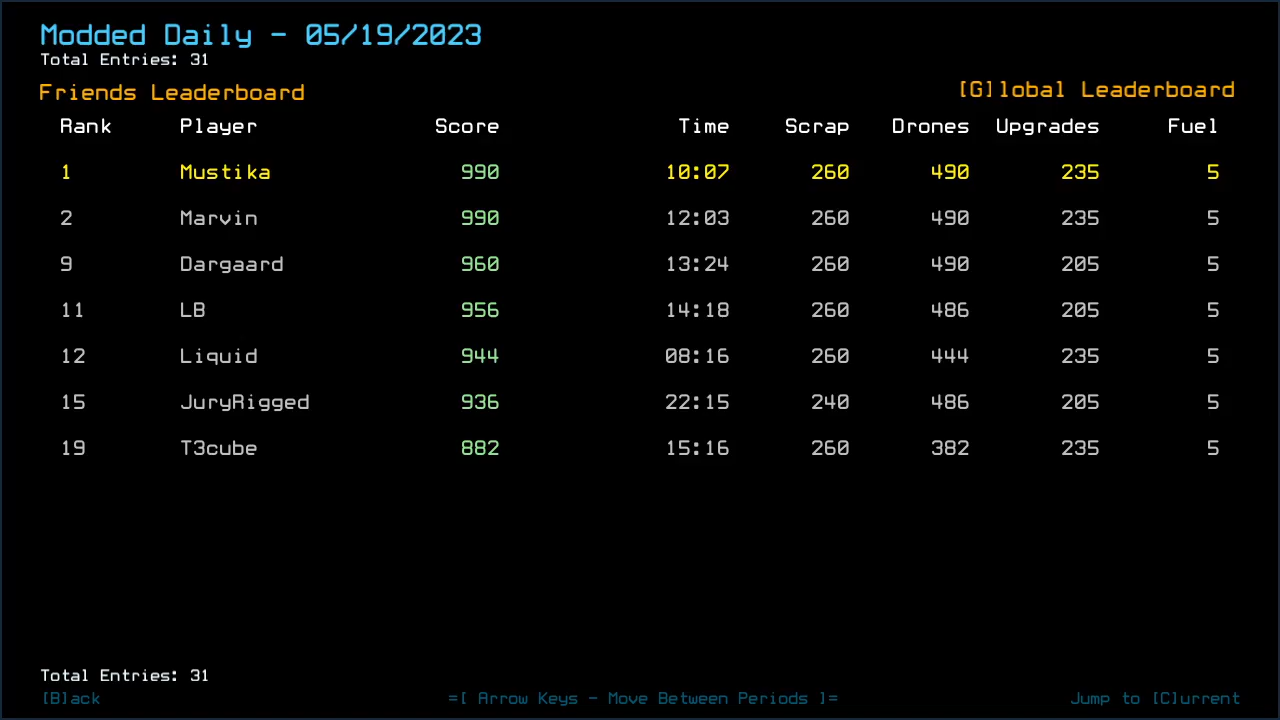 Modded Daily - 05/19/2023
Total Entries: 31
Friends Leaderboard [G]lobal Leaderboard
Rank Player Score Time Scrap Drones Upgrades Fuel
1 Mustika 990 10:07 260 490 235 5
2 Marvin 990 12:03 260 490 235 5
9 Dargaard 960 13:24 260 490 205 5
11 LB 956 14:18 260 486 205 5
12 Liquid 944 08:16 260 444 235 5
15 JuryRigged 936 22:15 240 486 205 5
19 T3cube 882 15:16 260 382 235 5
Total Entries: 31
[B]ack =[ Arrow Keys - Move Between Periods ]= Jump to [C]urrent